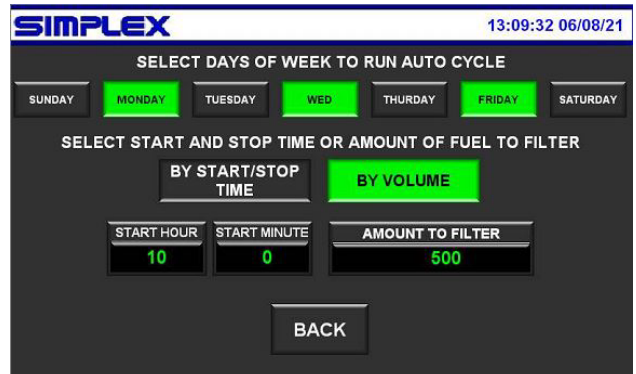 SIMPLEX 13:09:32 06/08/21
SELECT DAYS OF WEEK TO RUN AUTO CYCLE
SUNDAY MONDAY TUESDAY WED THURDAY FRIDAY SATURDAY
SELECT START AND STOP TIME OR AMOUNT OF FUEL TO FILTER
BY START/STOP
TIME
BY VOLUME
START HOUR START MINUTE AMOUNT TO FILTER
10 0 500
BACK